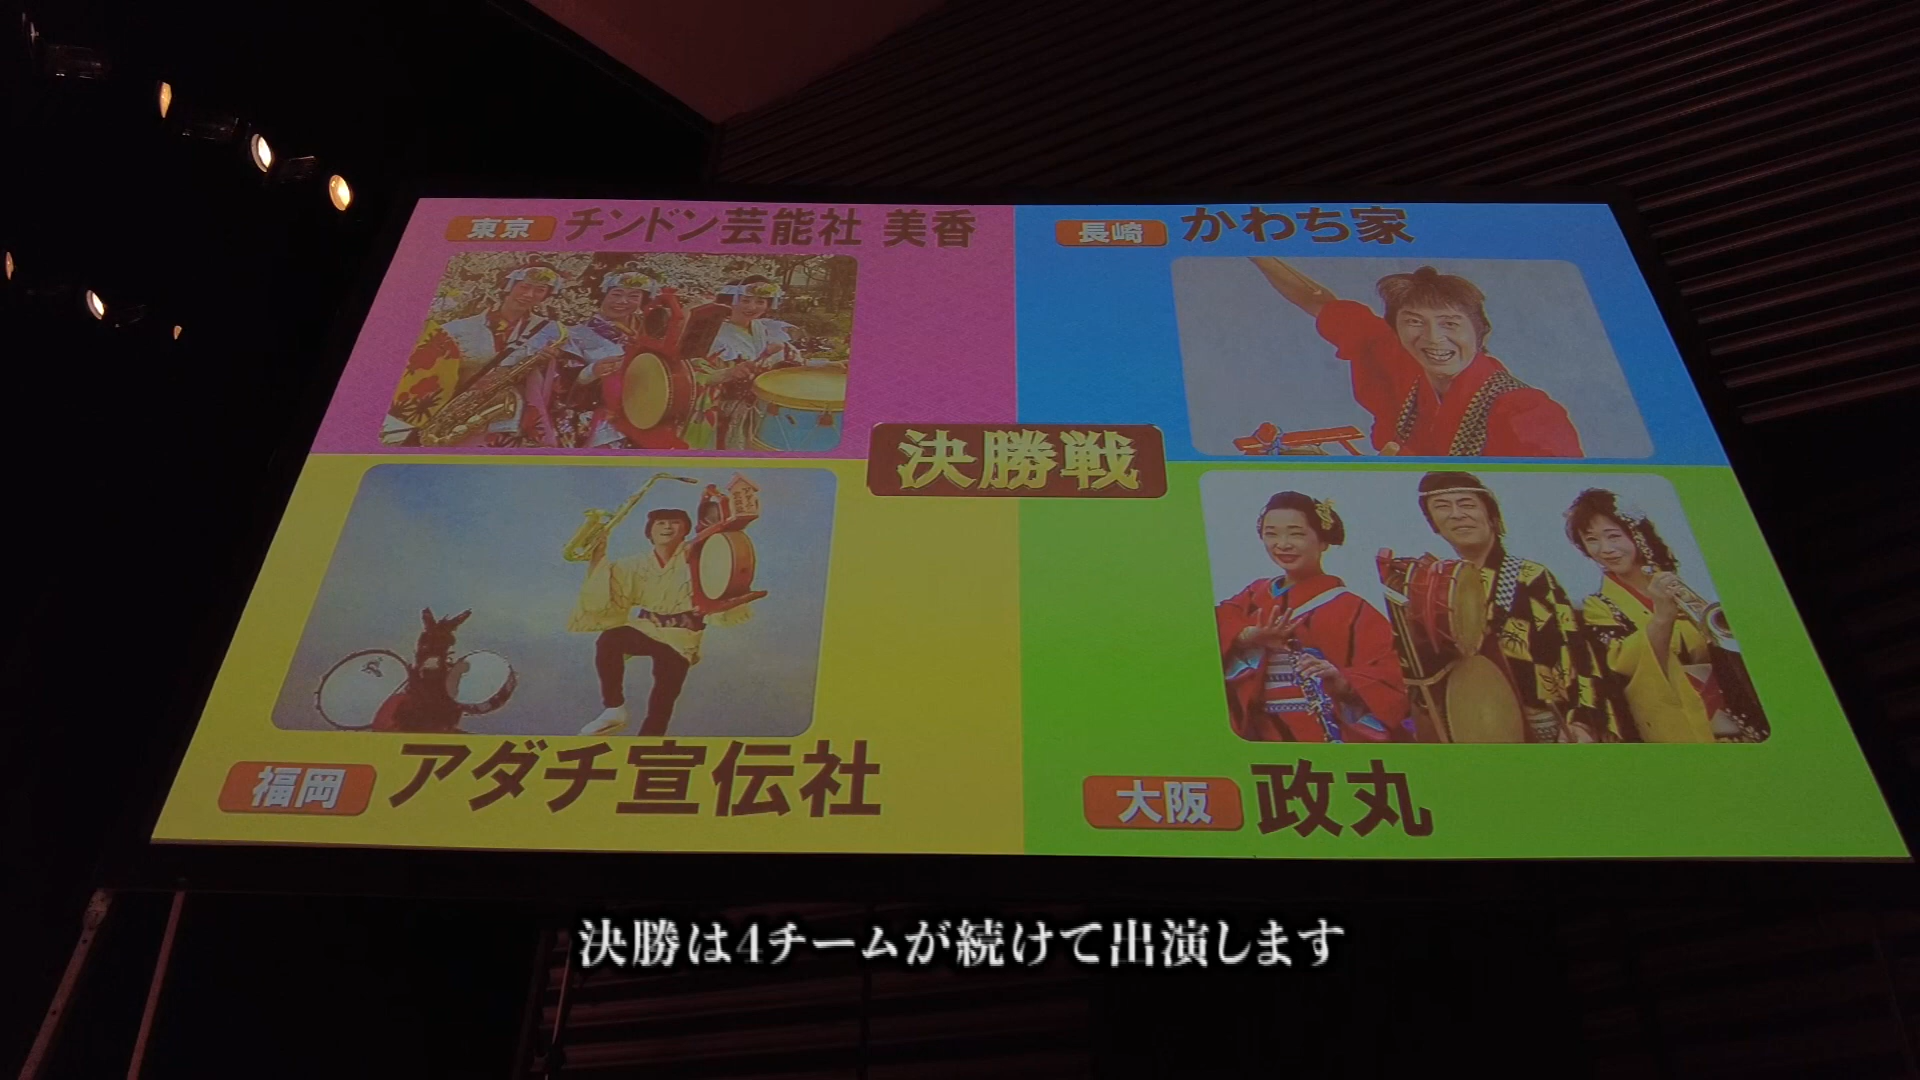 東京 チンドン芸能社 美香
長崎 かわち家
決勝戦
福岡 アダチ宣伝社
大阪 政丸
決勝は4チームが続けて出演します